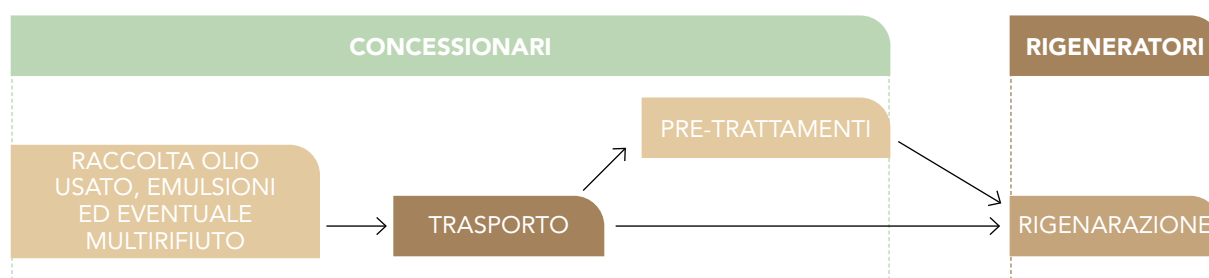 CONCESSIONARI
RIGENERATORI
PRE-TRATTAMENTI
RACCOLTA OLIO
USATO, EMULSIONI
ED EVENTUALE
MULTIRIFIUTO
TRASPORTO
RIGENARAZIONE